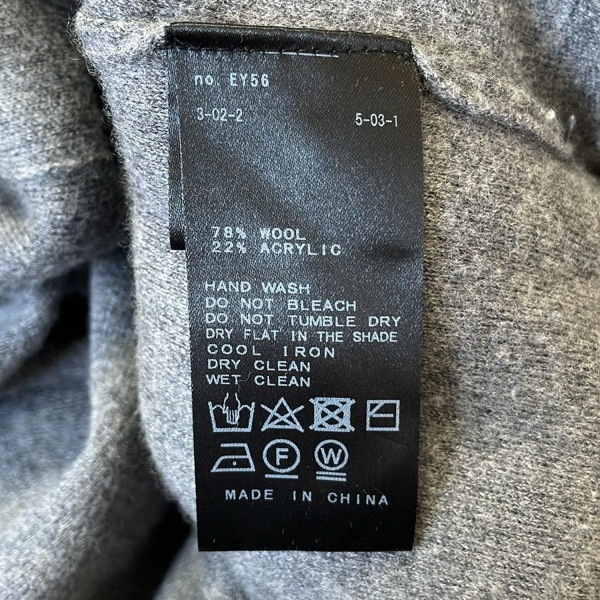 no. EY56
3-02-2 5-03-1
78% WOOL
22% ACRYLIC
HAND WASH
DO NOT BLEACH
DO NOT TUMBLE DRY
DRY FLAT IN THE SHADE
COOL IRON
DRY CLEAN
WET CLEAN
F W
MADE IN CHINA